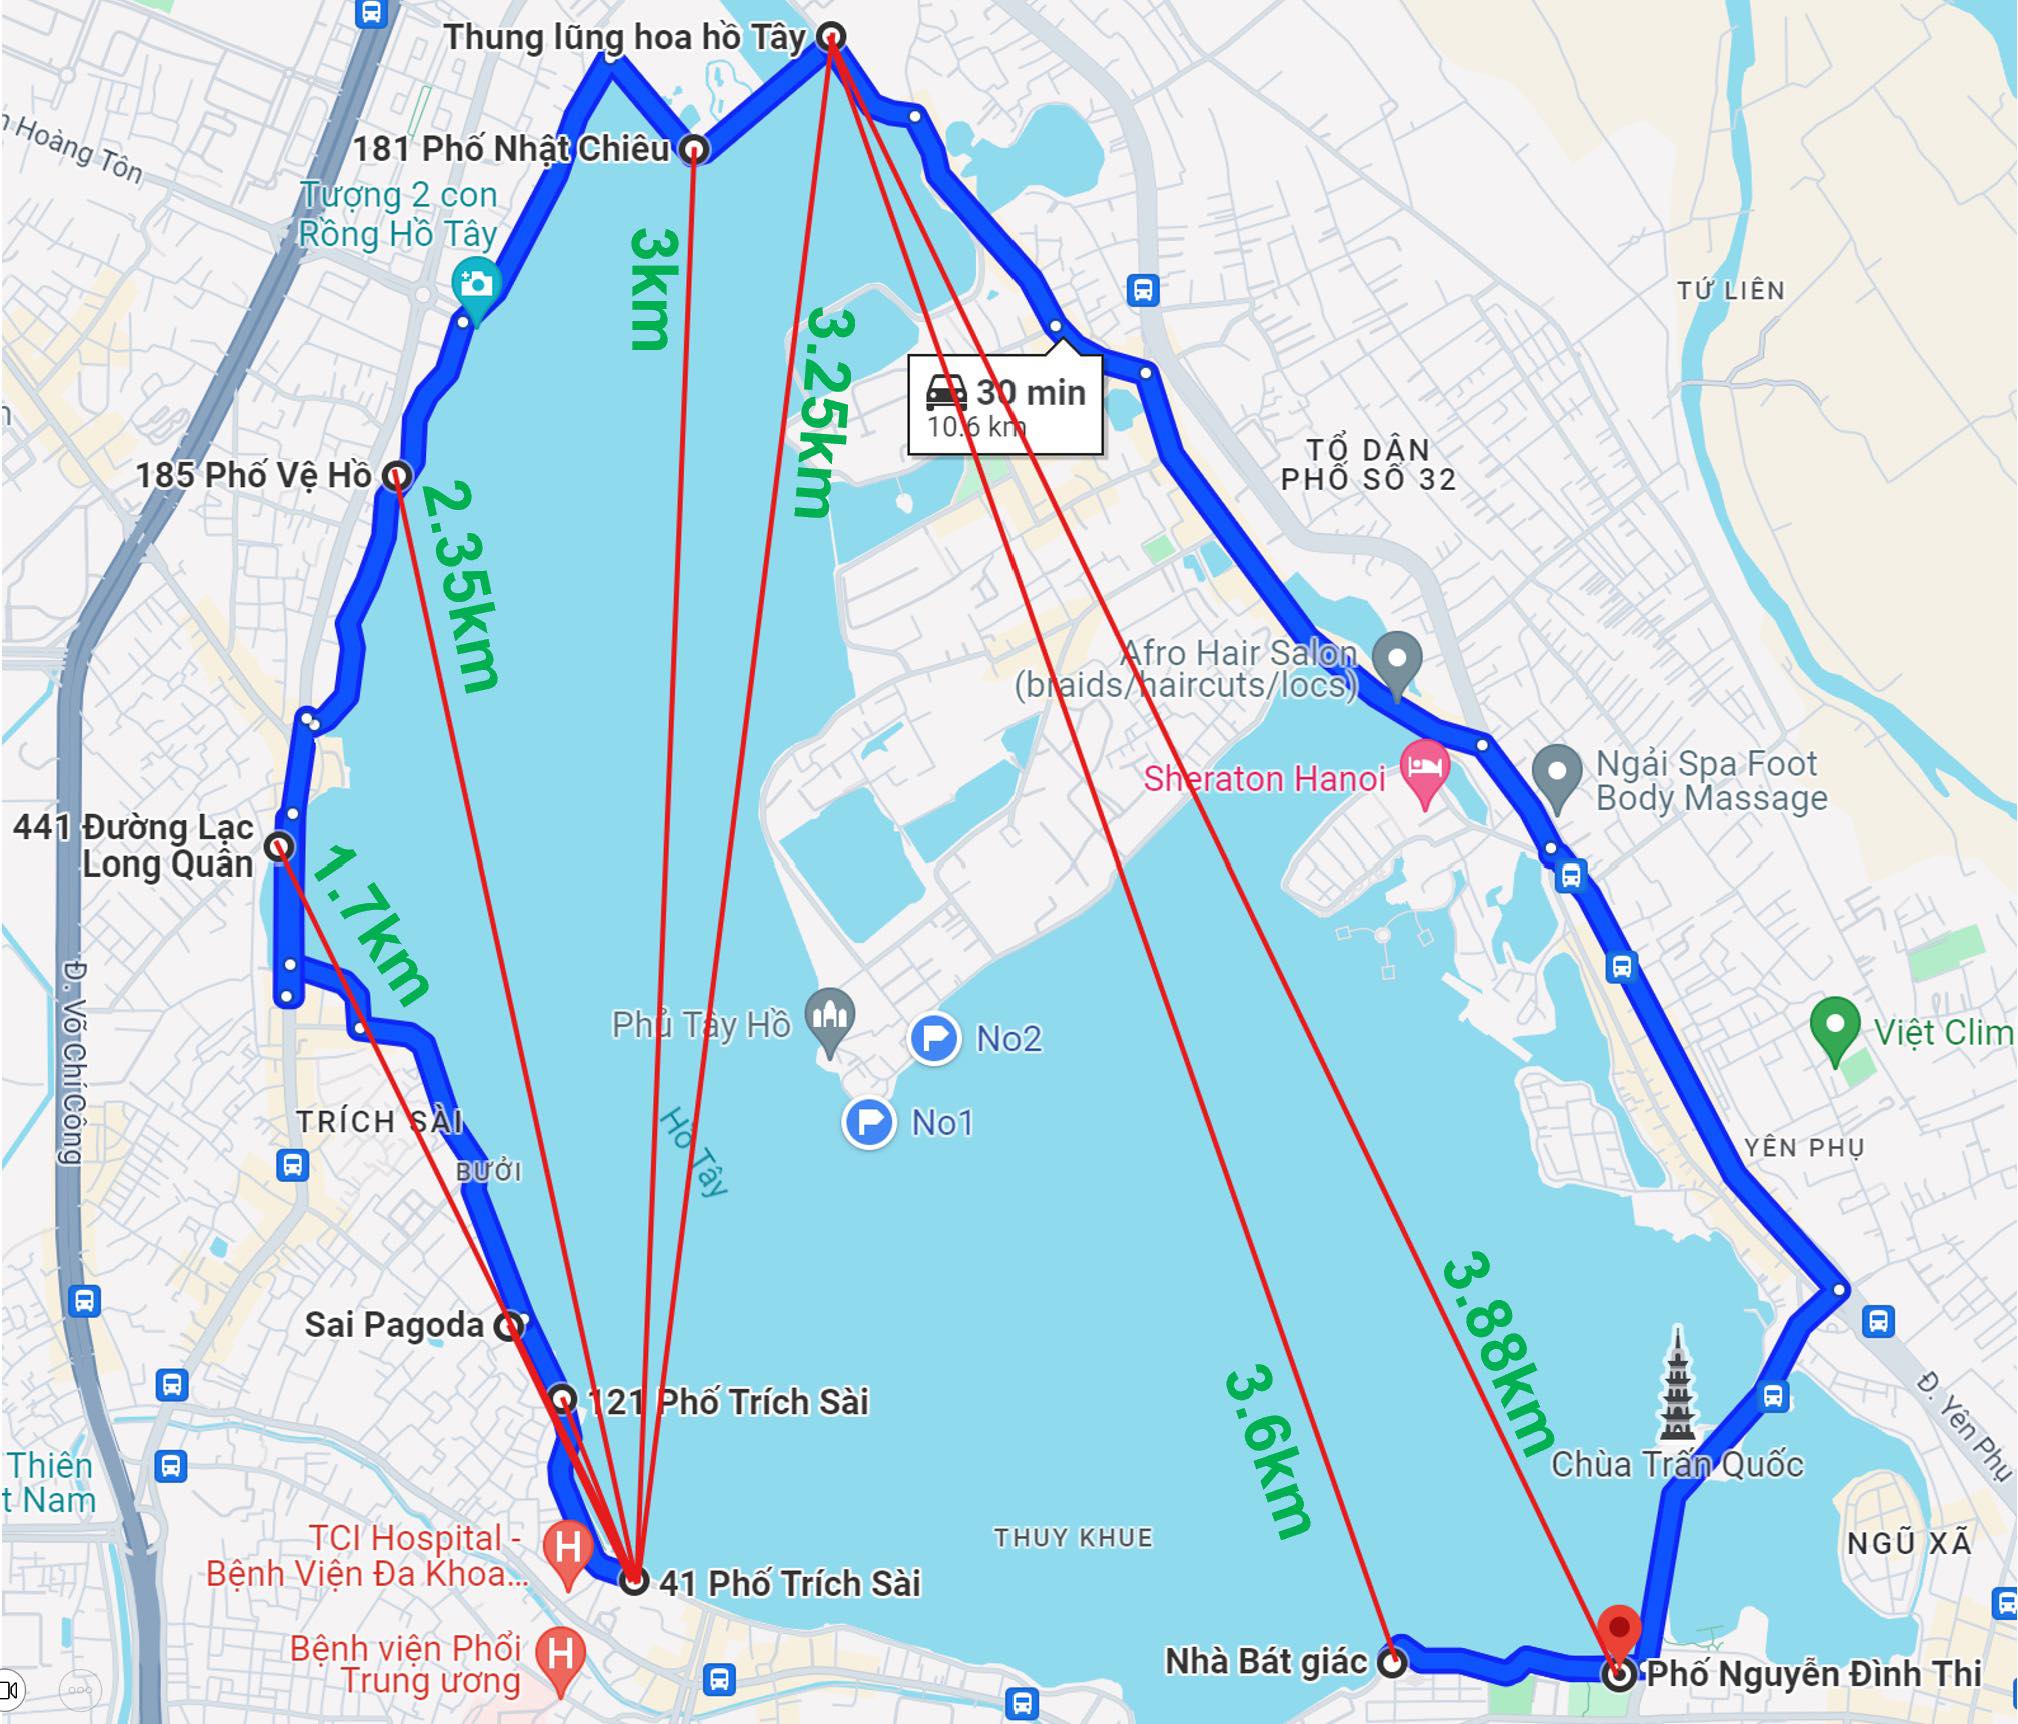 Thung lũng hoa hồ Tây
181 Phố Nhật Chiêu
Hoàng Tôn
Tượng 2 con
Rồng Hồ Tây
3km
3.25km
TỨ LIÊN
30 min
10.6 km
TỔ DÂN
PHỐ SỐ 32
185 Phố Vệ Hồ
2.35km
Afro Hair Salon
(braids/haircuts/locs)
Sheraton Hanoi
Ngải Spa Foot
Body Massage
441 Đường Lạc
Long Quân
1.7km
Đ. Võ Chí Công
Phủ Tây Hồ
No2
No1
Việt Clim
TRÍCH SÀI
BƯỞI
Hồ Tây
YÊN PHỤ
Sai Pagoda
3.88km
3.6km
121 Phố Trích Sài
Đ. Yên Phụ
Chùa Trấn Quốc
Thiên
t Nam
TCI Hospital -
Bệnh Viện Đa Khoa...
THUY KHUE
NGŨ XÃ
41 Phố Trích Sài
Bệnh viện Phổi
Trung ương
Nhà Bát giác
Phố Nguyễn Đình Thi